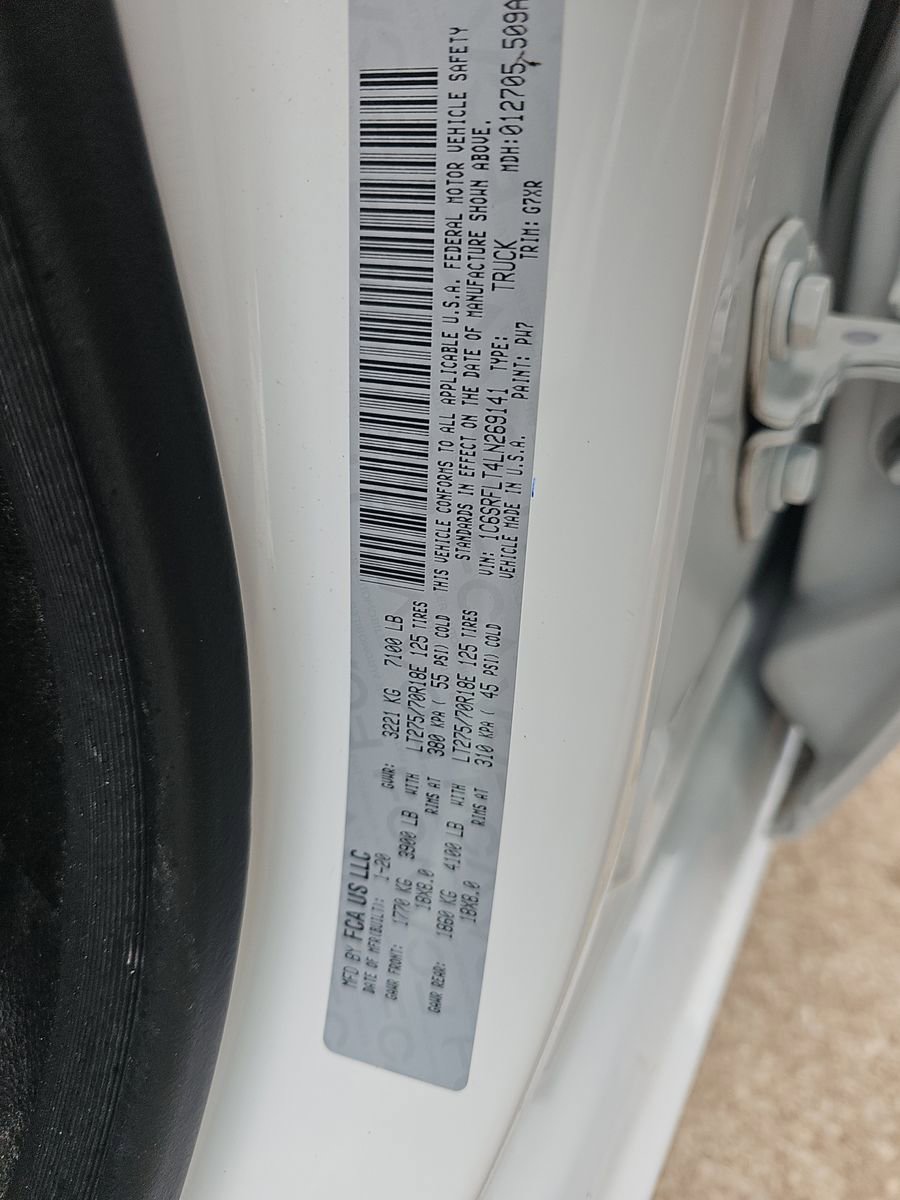 MFD BY FCA US LLC
DATE OF MFR(BUILT): 1-20 GVWR: 3221 KG 7100 LB
GAWR FRONT: 1770 KG 3900 LB WITH LT275/70R18E 125 TIRES
18X8.0 RIMS AT 380 KPA ( 55 PSI) COLD
GAWR REAR: 1860 KG 4100 LB WITH LT275/70R18E 125 TIRES
18X8.0 RIMS AT 310 KPA ( 45 PSI) COLD
THIS VEHICLE CONFORMS TO ALL APPLICABLE U.S.A. FEDERAL MOTOR VEHICLE SAFETY
STANDARDS IN EFFECT ON THE DATE OF MANUFACTURE SHOWN ABOVE.
VIN: 1C6SRFLT4LN269141 TYPE: TRUCK MDH: 012705 509A
VEHICLE MADE IN U.S.A. PAINT: PW7 TRIM: G7XR